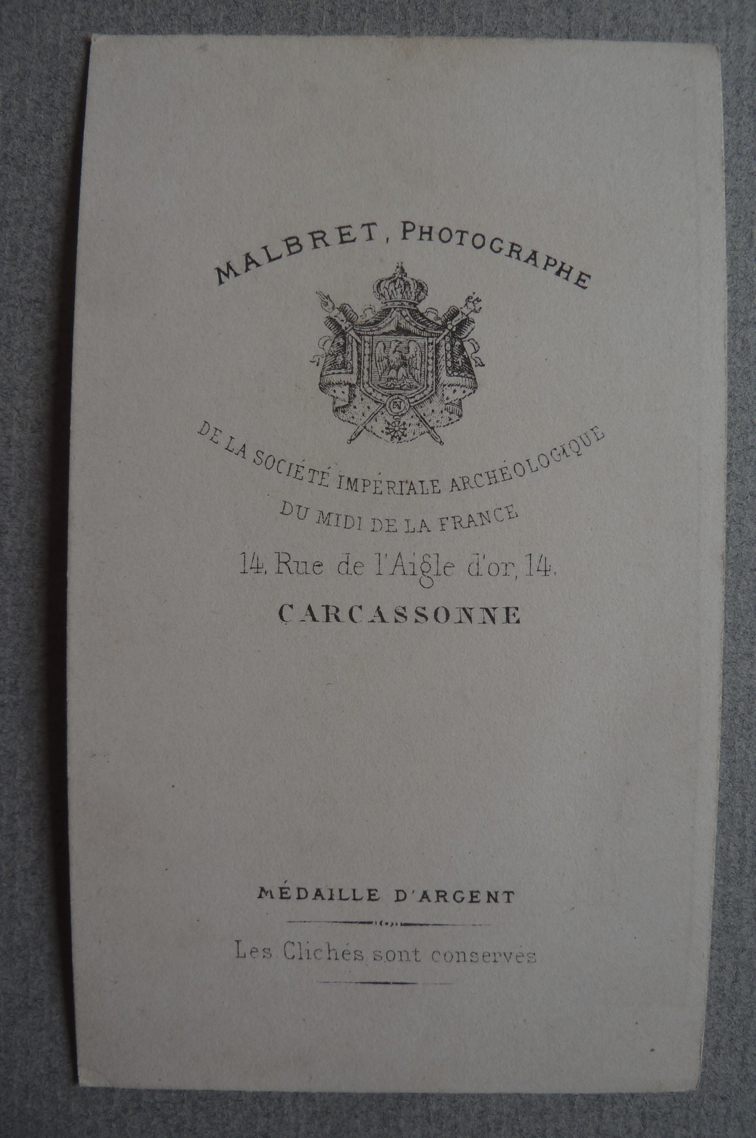 MALBRET, PHOTOGRAPHE
N
DE LA SOCIÉTÉ IMPÉRIALE ARCHÉOLOGIQUE
DU MIDI DE LA FRANCE
14, Rue de l'Aigle d'or, 14.
CARCASSONNE
MÉDAILLE D'ARGENT
Les Clichés sont conservés